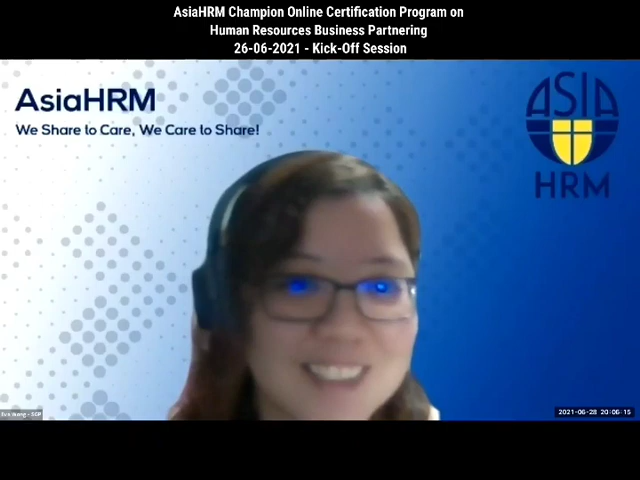 AsiaHRM Champion Online Certification Program on
Human Resources Business Partnering
26-06-2021 - Kick-Off Session
AsiaHRM
We Share to Care, We Care to Share!
ASIA
HRM
- SGP
2021-06-28 20:06:15